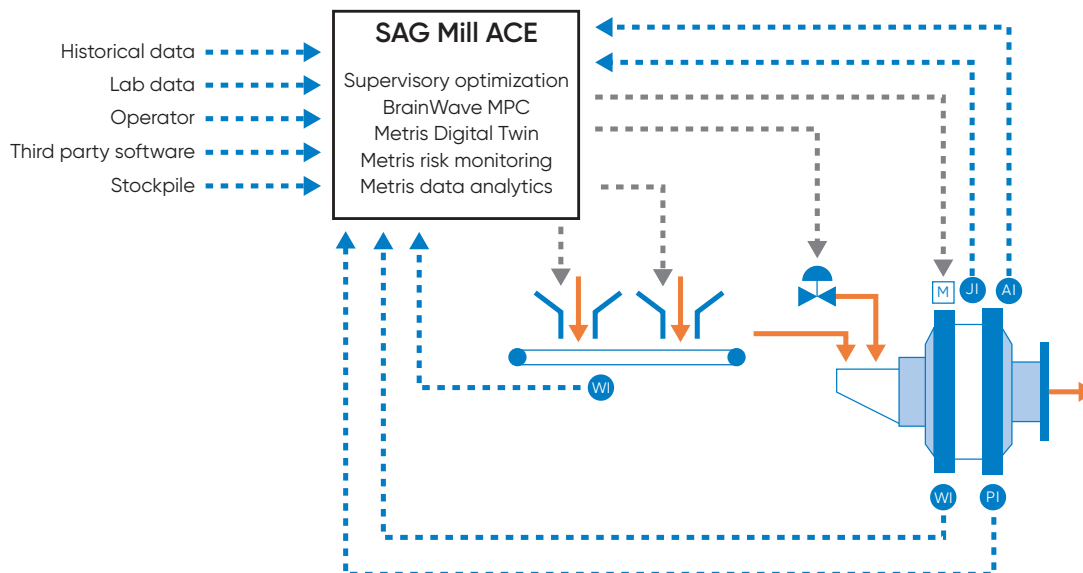 SAG Mill ACE
Supervisory optimization
BrainWave MPC
Metris Digital Twin
Metris risk monitoring
Metris data analytics
Historical data
Lab data
Operator
Third party software
Stockpile
M
JI
AI
WI
WI
PI